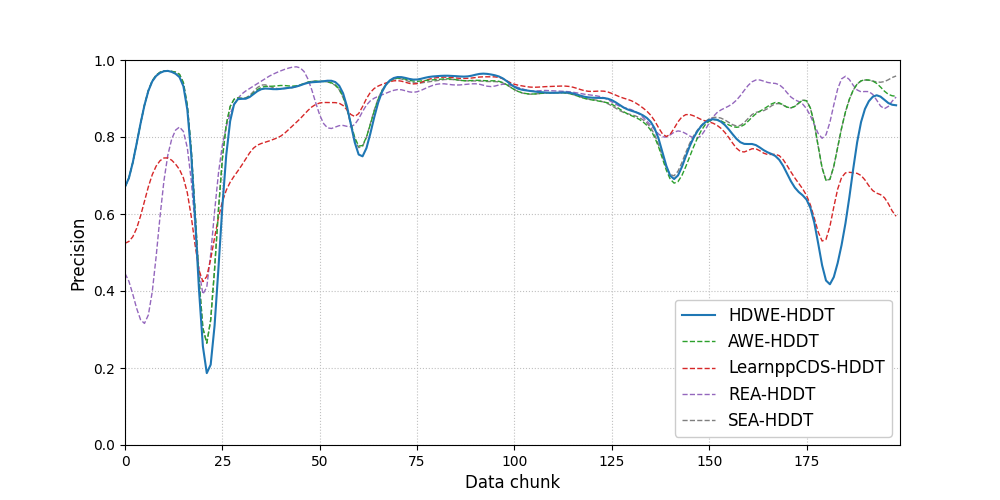 1.0
0.8
0.6
0.4
0.2
0.0
Precision
0 25 50 75 100 125 150 175
Data chunk
HDWE-HDDT
AWE-HDDT
LearnppCDS-HDDT
REA-HDDT
SEA-HDDT